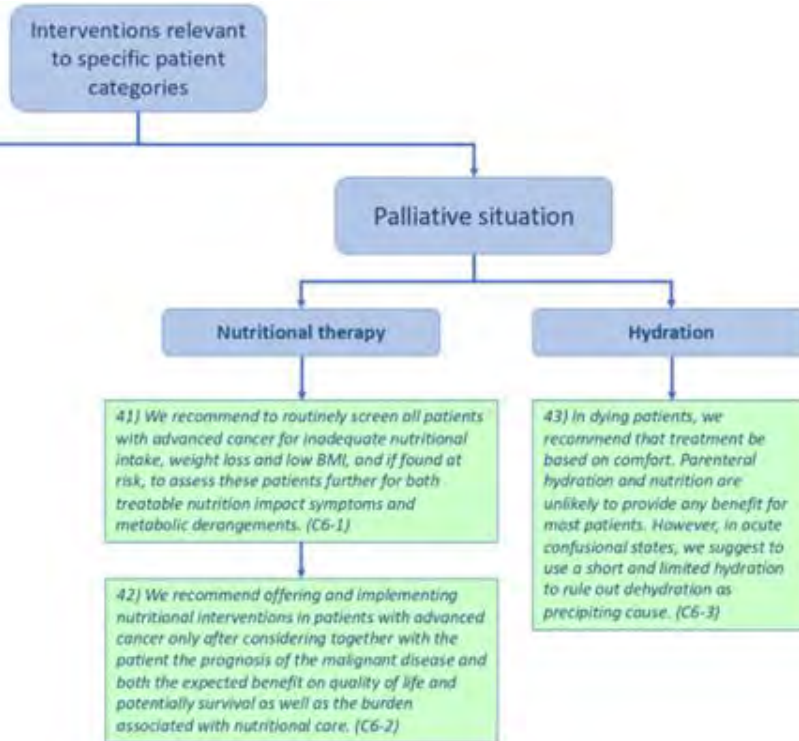 Interventions relevant
to specific patient
categories
Palliative situation
Nutritional therapy
Hydration
41) We recommend to routinely screen all patients
with advanced cancer for inadequate nutritional
intake, weight loss and low BMI, and if found at
risk, to assess these patients further for both
treatable nutrition impact symptoms and
metabolic derangements. (C6-1)
42) We recommend offering and implementing
nutritional interventions in patients with advanced
cancer only after considering together with the
patient the prognosis of the malignant disease and
both the expected benefit on quality of life and
potentially survival as well as the burden
associated with nutritional care. (C6-2)
43) In dying patients, we
recommend that treatment be
based on comfort. Parenteral
hydration and nutrition are
unlikely to provide any benefit for
most patients. However, in acute
confusional states, we suggest to
use a short and limited hydration
to rule out dehydration as
precipiting cause. (C6-3)